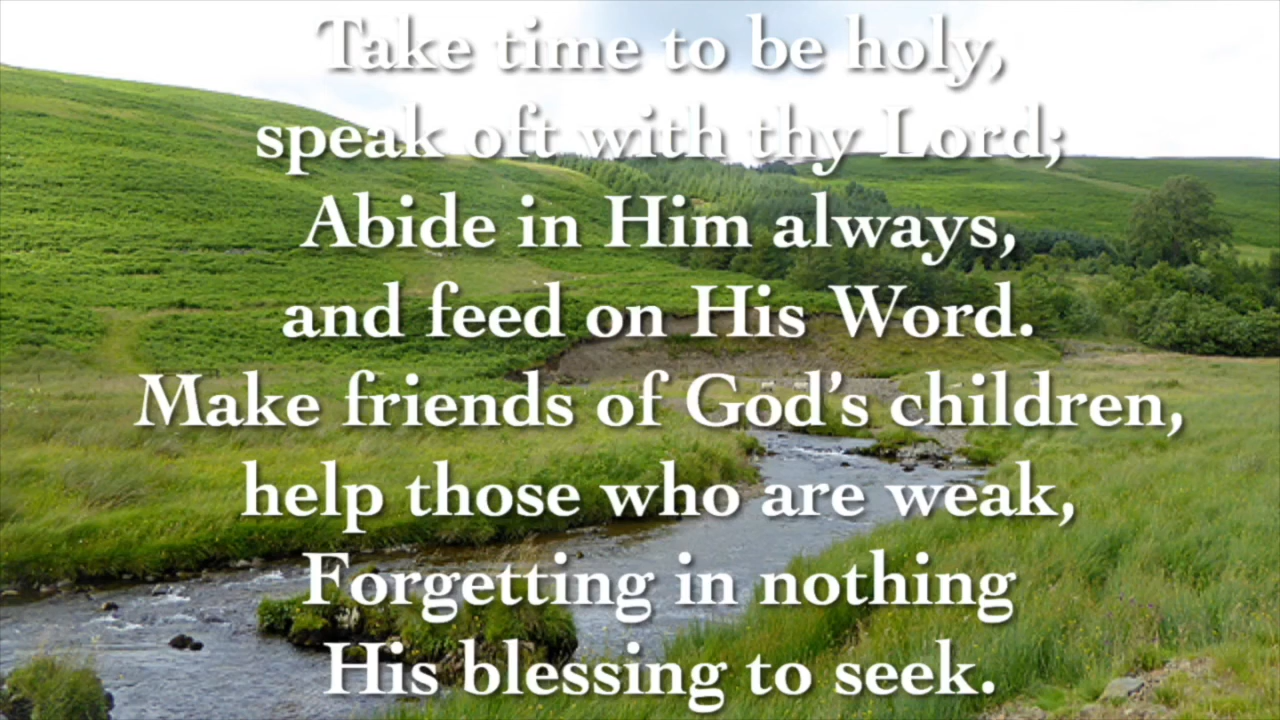 Take time to be holy,
speak oft with thy Lord;
Abide in Him always,
and feed on His Word.
Make friends of God’s children,
help those who are weak,
Forgetting in nothing
His blessing to seek.